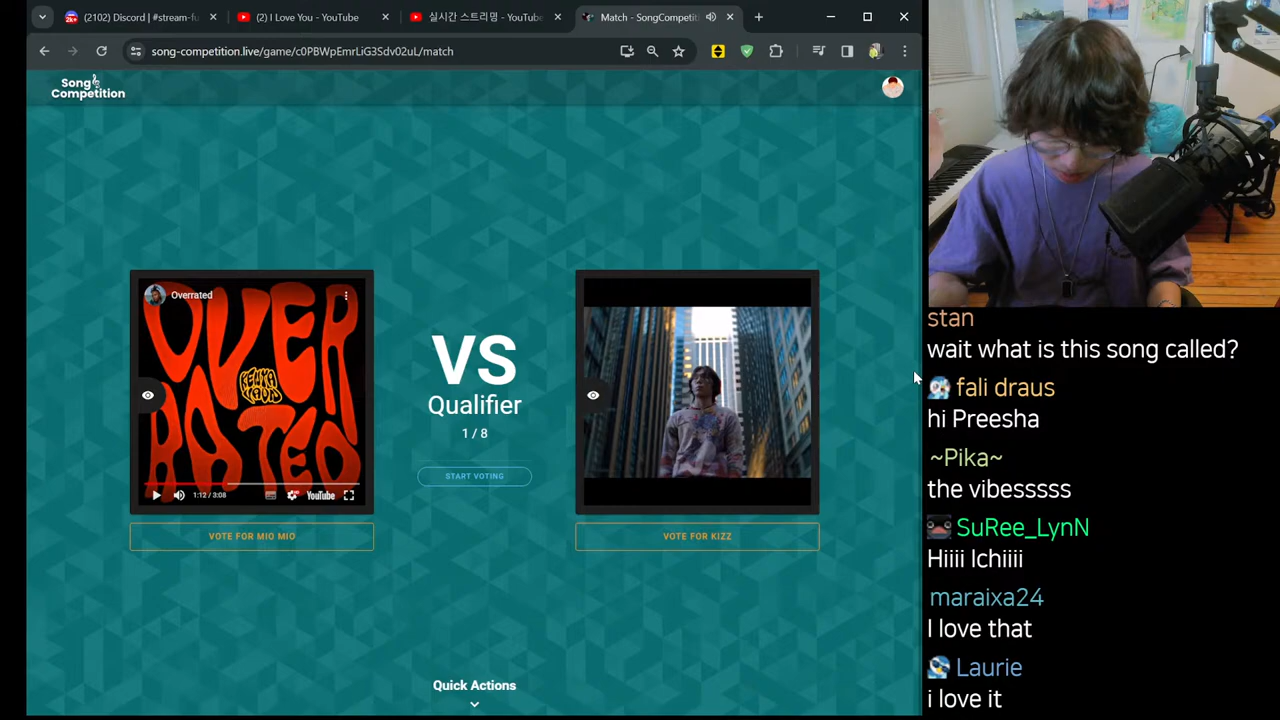 (2102) Discord | #stream-fu
(2) I Love You - YouTube
실시간 스트리밍 - YouTube
Match - SongCompetit
song-competition.live/game/c0PBWpEmrLiG3Sdv02uL/match
Song
Competition
Overrated
OVER
RATED
1:12 / 3:08
YouTube
VS
Qualifier
1 / 8
START VOTING
VOTE FOR MIO MIO
VOTE FOR KIZZ
Quick Actions
stan
wait what is this song called?
fali draus
hi Preesha
~Pika~
the vibesssss
SuRee_LynN
Hiiii Ichiiii
maraixa24
I love that
Laurie
i love it